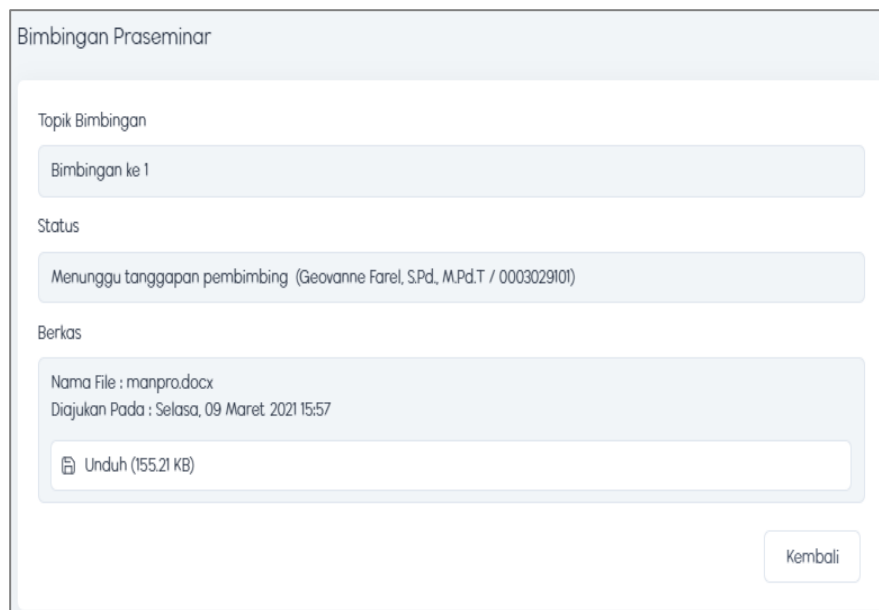 Bimbingan Praseminar
Topik Bimbingan
Bimbingan ke 1
Status
Menunggu tanggapan pembimbing (Geovanne Farel, S.Pd., M.Pd.T / 0003029101)
Berkas
Nama File : manpro.docx
Diajukan Pada : Selasa, 09 Maret 2021 15:57
Unduh (155.21 KB)
Kembali